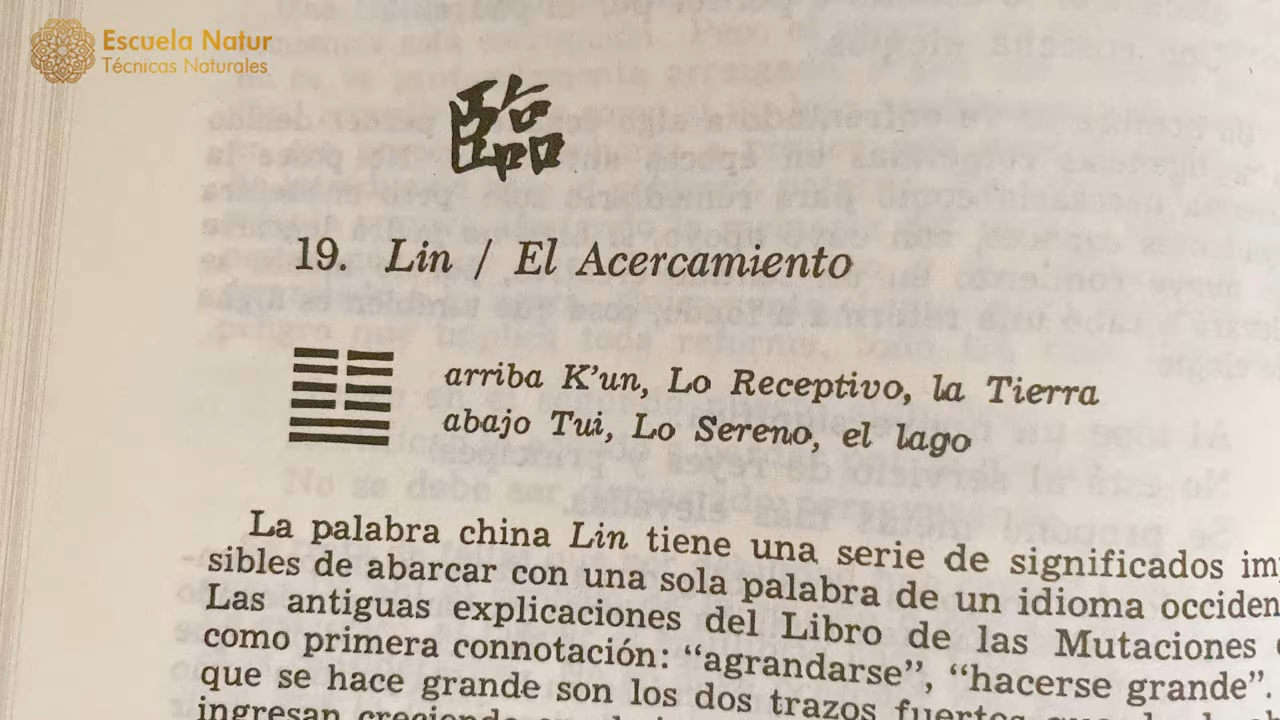 Escuela Natur
Técnicas Naturales
臨
19. Lin / El Acercamiento
arriba K'un, Lo Receptivo, la Tierra
abajo Tui, Lo Sereno, el lago
La palabra china Lin tiene una serie de significados im
sibles de abarcar con una sola palabra de un idioma occiden
Las antiguas explicaciones del Libro de las Mutaciones
como primera connotación: “agrandarse”, “hacerse grande”.
que se hace grande son los dos trazos fuertes que
ingresan creciendo